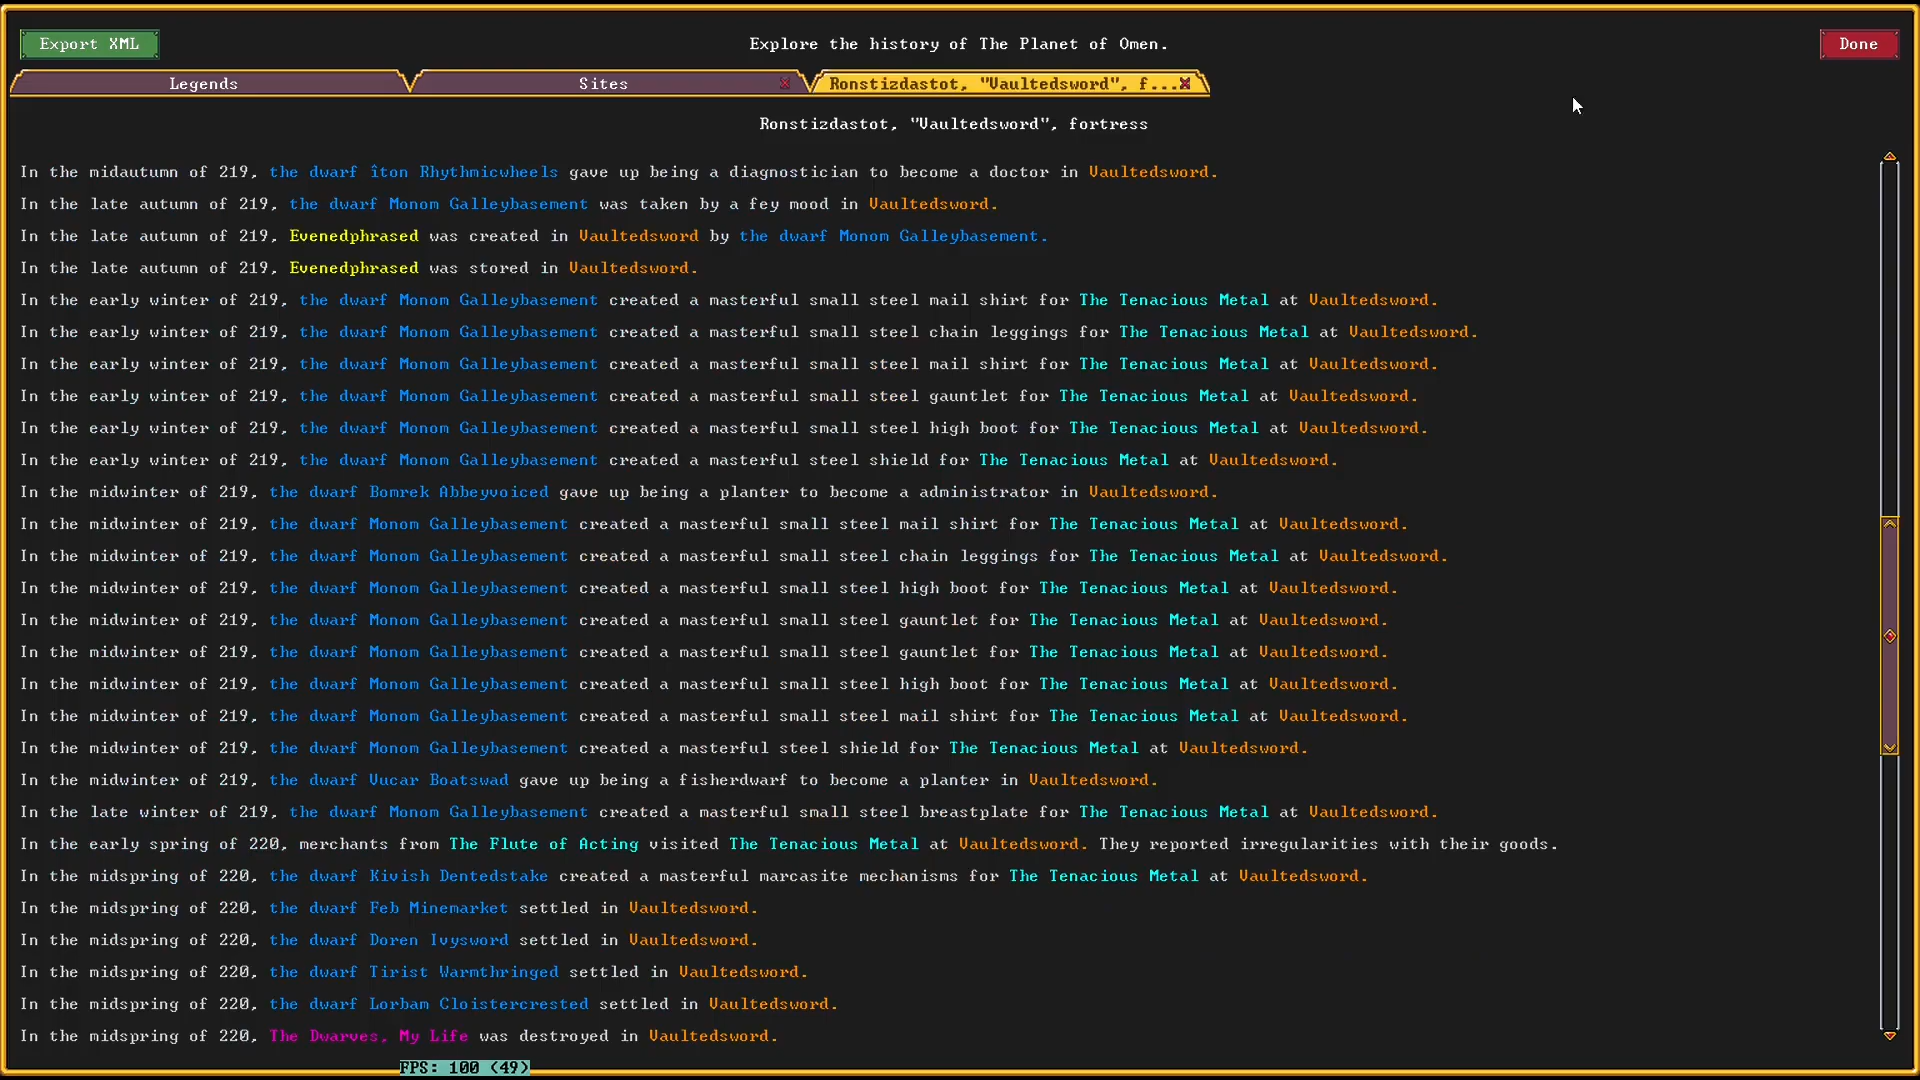 Export XML
Explore the history of The Planet of Omen.
Done
Legends
Sites
Ronstizdastot, "Vaultedsword", f...
Ronstizdastot, "Vaultedsword", fortress
In the midautumn of 219, the dwarf îton Rhythmicwheels gave up being a diagnostician to become a doctor in Vaultedsword.
In the late autumn of 219, the dwarf Monom Galleybasement was taken by a fey mood in Vaultedsword.
In the late autumn of 219, Evenedphrased was created in Vaultedsword by the dwarf Monom Galleybasement.
In the late autumn of 219, Evenedphrased was stored in Vaultedsword.
In the early winter of 219, the dwarf Monom Galleybasement created a masterful small steel mail shirt for The Tenacious Metal at Vaultedsword.
In the early winter of 219, the dwarf Monom Galleybasement created a masterful small steel chain leggings for The Tenacious Metal at Vaultedsword.
In the early winter of 219, the dwarf Monom Galleybasement created a masterful small steel mail shirt for The Tenacious Metal at Vaultedsword.
In the early winter of 219, the dwarf Monom Galleybasement created a masterful small steel gauntlet for The Tenacious Metal at Vaultedsword.
In the early winter of 219, the dwarf Monom Galleybasement created a masterful small steel high boot for The Tenacious Metal at Vaultedsword.
In the early winter of 219, the dwarf Monom Galleybasement created a masterful steel shield for The Tenacious Metal at Vaultedsword.
In the midwinter of 219, the dwarf Bomrek Abbeyvoiced gave up being a planter to become a administrator in Vaultedsword.
In the midwinter of 219, the dwarf Monom Galleybasement created a masterful small steel mail shirt for The Tenacious Metal at Vaultedsword.
In the midwinter of 219, the dwarf Monom Galleybasement created a masterful small steel chain leggings for The Tenacious Metal at Vaultedsword.
In the midwinter of 219, the dwarf Monom Galleybasement created a masterful small steel high boot for The Tenacious Metal at Vaultedsword.
In the midwinter of 219, the dwarf Monom Galleybasement created a masterful small steel gauntlet for The Tenacious Metal at Vaultedsword.
In the midwinter of 219, the dwarf Monom Galleybasement created a masterful small steel gauntlet for The Tenacious Metal at Vaultedsword.
In the midwinter of 219, the dwarf Monom Galleybasement created a masterful small steel high boot for The Tenacious Metal at Vaultedsword.
In the midwinter of 219, the dwarf Monom Galleybasement created a masterful small steel mail shirt for The Tenacious Metal at Vaultedsword.
In the midwinter of 219, the dwarf Monom Galleybasement created a masterful steel shield for The Tenacious Metal at Vaultedsword.
In the midwinter of 219, the dwarf Vucar Boatswad gave up being a fisherdwarf to become a planter in Vaultedsword.
In the late winter of 219, the dwarf Monom Galleybasement created a masterful small steel breastplate for The Tenacious Metal at Vaultedsword.
In the early spring of 220, merchants from The Flute of Acting visited The Tenacious Metal at Vaultedsword. They reported irregularities with their goods.
In the midspring of 220, the dwarf Kivish Dentedstake created a masterful marcasite mechanisms for The Tenacious Metal at Vaultedsword.
In the midspring of 220, the dwarf Feb Minemarket settled in Vaultedsword.
In the midspring of 220, the dwarf Doren Ivysword settled in Vaultedsword.
In the midspring of 220, the dwarf Tirist Warmthringed settled in Vaultedsword.
In the midspring of 220, the dwarf Lorbam Cloistercrested settled in Vaultedsword.
In the midspring of 220, The Dwarves, My Life was destroyed in Vaultedsword.
FPS: 100 (49)